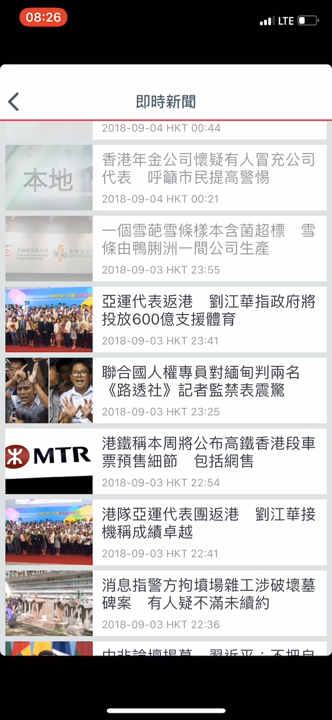 08:26
LTE
即時新聞
2018-09-04 HKT 00:44
本地
香港年金公司懷疑有人冒充公司
代表　呼籲市民提高警惕
2018-09-04 HKT 00:21
一個雪葩雪條樣本含菌超標　雪
條由鴨脷洲一間公司生產
2018-09-03 HKT 23:55
亞運代表返港　劉江華指政府將
投放600億支援體育
2018-09-03 HKT 23:41
聯合國人權專員對緬甸判兩名
《路透社》記者監禁表震驚
2018-09-03 HKT 23:25
MTR
港鐵稱本周將公布高鐵香港段車
票預售細節　包括網售
2018-09-03 HKT 22:54
港隊亞運代表團返港　劉江華接
機稱成績卓越
2018-09-03 HKT 22:41
消息指警方拘墳場雜工涉破壞墓
碑案　有人疑不滿未續約
2018-09-03 HKT 22:36
中非論壇揭幕　習近平：不把自